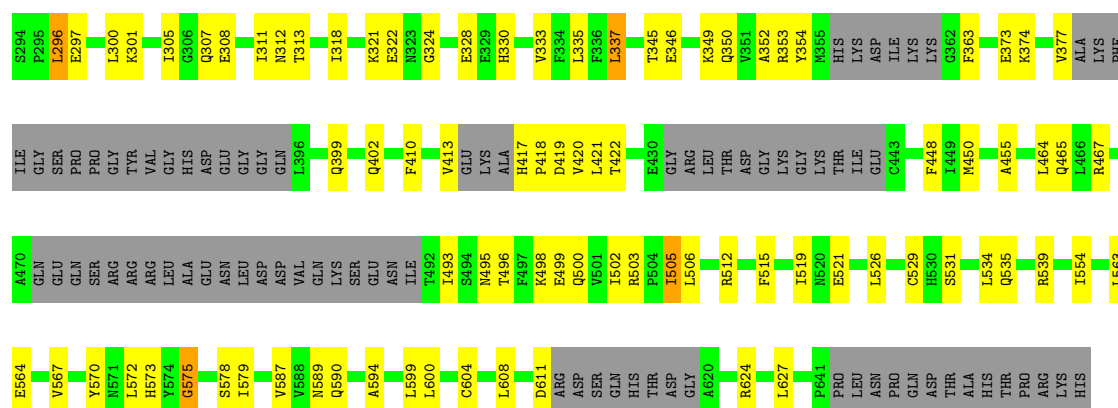 S294 P295 L296 E297 L300 K301 I305 G306 Q307 E308 I311 N312 T313 I318 K321 E322 N323 G324 E328 E329 H330 V333 F334 L335 F336 L337 T345 E346 K349 Q350 V351 A352 R353 Y354 M355 HIS LYS ASP ILE LYS LYS G362 F363 E373 K374 V377 ALA LYS PHE
ILE GLY SER PRO PRO GLY TYR VAL GLY HIS ASP GLU GLY GLY GLN L396 Q399 Q402 F410 V413 GLU LYS ALA H417 P418 D419 V420 L421 T422 E430 GLY ARG LEU THR ASP GLY LYS GLY LYS THR ILE GLU C443 F448 I449 M450 A455 L464 Q465 L466 R467
A470 GLN GLU GLN SER ARG ARG ARG LEU ALA GLU ASN LEU ASP ASP VAL GLN LYS SER GLU ASN ILE T492 I493 S494 N495 T496 F497 K498 E499 Q500 V501 I502 R503 P504 I505 L506 R512 F515 I519 N520 E521 L526 C529 H530 S531 L534 Q535 R539 I554 L563
E564 V567 Y570 N571 L572 H573 Y574 G575 S578 I579 V587 V588 N589 Q590 A594 L599 L600 C604 L608 D611 ARG ASP SER GLN HIS THR ASP GLY A620 R624 L627 P641 PRO LEU ASN PRO GLN ASP THR ALA HIS THR PRO ARG LYS HIS